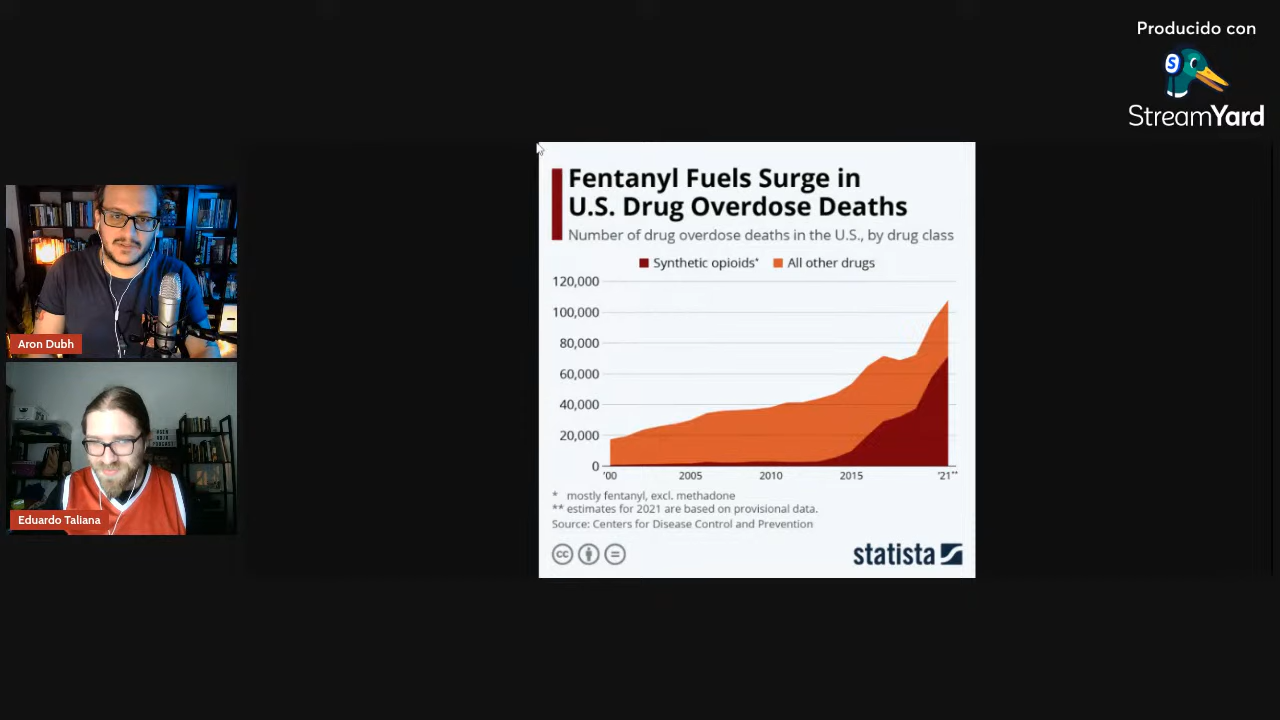 Producido con
StreamYard
Fentanyl Fuels Surge in
U.S. Drug Overdose Deaths
Number of drug overdose deaths in the U.S., by drug class
Synthetic opioids* All other drugs
120,000
100,000
80,000
60,000
40,000
20,000
0
'00 2005 2010 2015 '21**
* mostly fentanyl, excl. methadone
** estimates for 2021 are based on provisional data.
Source: Centers for Disease Control and Prevention
cc
statista
Aron Dubh
Eduardo Taliana